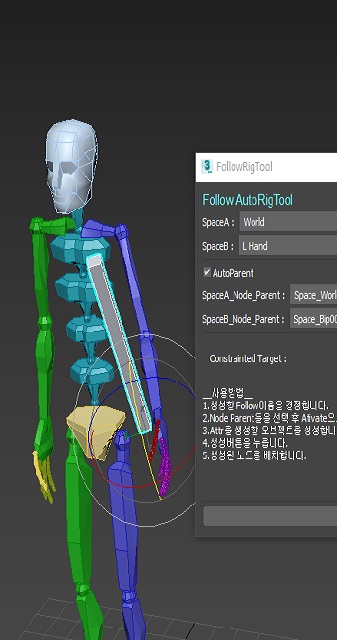 3 FollowRigTool
Follow AutoRigTool
SpaceA : World
SpaceB : L Hand
AutoParent
SpaceA_Node_Parent : Space_Worl
SpaceB_Node_Parent : Space_Bip00
Constrainted Target :
__사용방법__
1.생성할 Follow이름을 결정합니다.
2.Node Parent들을 선택 후 Ativate으
3.Attr을 생성할 오브젝트를 생성합니
4.생성버튼을 누릅니다.
5.생성된 노드를 배치합니다.